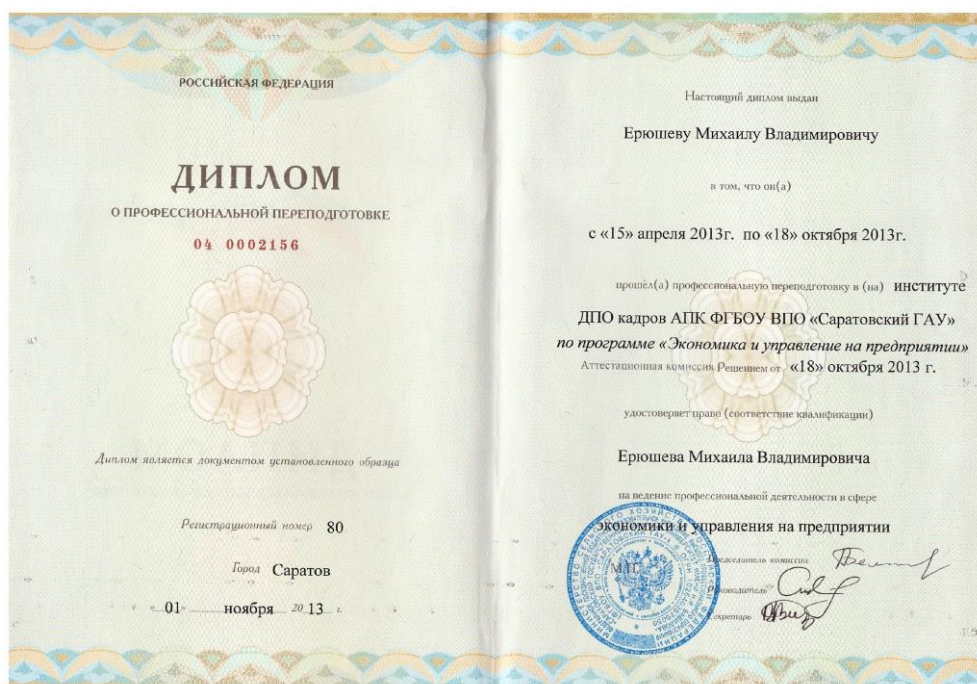 РОССИЙСКАЯ ФЕДЕРАЦИЯ
ДИПЛОМ
О ПРОФЕССИОНАЛЬНОЙ ПЕРЕПОДГОТОВКЕ
04 0002156
Диплом является документом установленного образца
Регистрационный номер 80
Город Саратов
01 ноября 20 13 г.
Настоящий диплом выдан
Ерюшеву Михаилу Владимировичу
в том, что он(а)
с «15» апреля 2013г. по «18» октября 2013г.
прошёл(а) профессиональную переподготовку в (на) институте
ДПО кадров АПК ФГБОУ ВПО «Саратовский ГАУ»
по программе «Экономика и управление на предприятии»
Аттестационная комиссия Решением от «18» октября 2013 г.
удостоверяет право (соответствие квалификации)
Ерюшева Михаила Владимировича
на ведение профессиональной деятельности в сфере
экономики и управления на предприятии
Председатель комиссии
М.П.
Руководитель
Секретарь